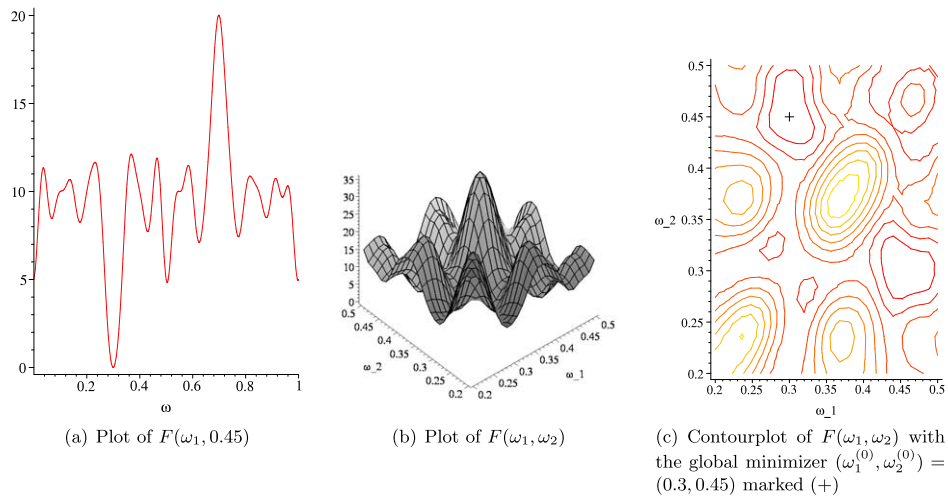 20
15
10
5
0
0.2 0.4 0.6 0.8 1
ω
(a) Plot of F(ω₁, 0.45)
35
30
25
20
15
10
5
0
0.5
0.45
0.4
0.35
0.3
0.25
0.2
ω_2
0.5
0.45
0.4
0.35
0.3
0.25
0.2
ω_1
(b) Plot of F(ω₁, ω₂)
0.5
0.45
0.4
ω_2
0.35
0.3
0.25
0.2
0.2 0.25 0.3 0.35 0.4 0.45 0.5
ω_1
(c) Contourplot of F(ω₁, ω₂) with
the global minimizer (ω₁⁽⁰⁾, ω₂⁽⁰⁾) =
(0.3, 0.45) marked (+)